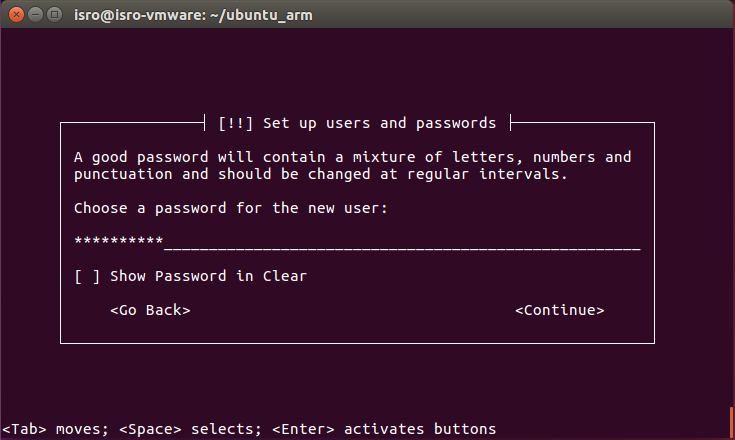 isro@isro-vmware: ~/ubuntu_arm
[!!] Set up users and passwords
A good password will contain a mixture of letters, numbers and
punctuation and should be changed at regular intervals.
Choose a password for the new user:
**********_____________________________________________________
[ ] Show Password in Clear
<Go Back> <Continue>
<Tab> moves; <Space> selects; <Enter> activates buttons